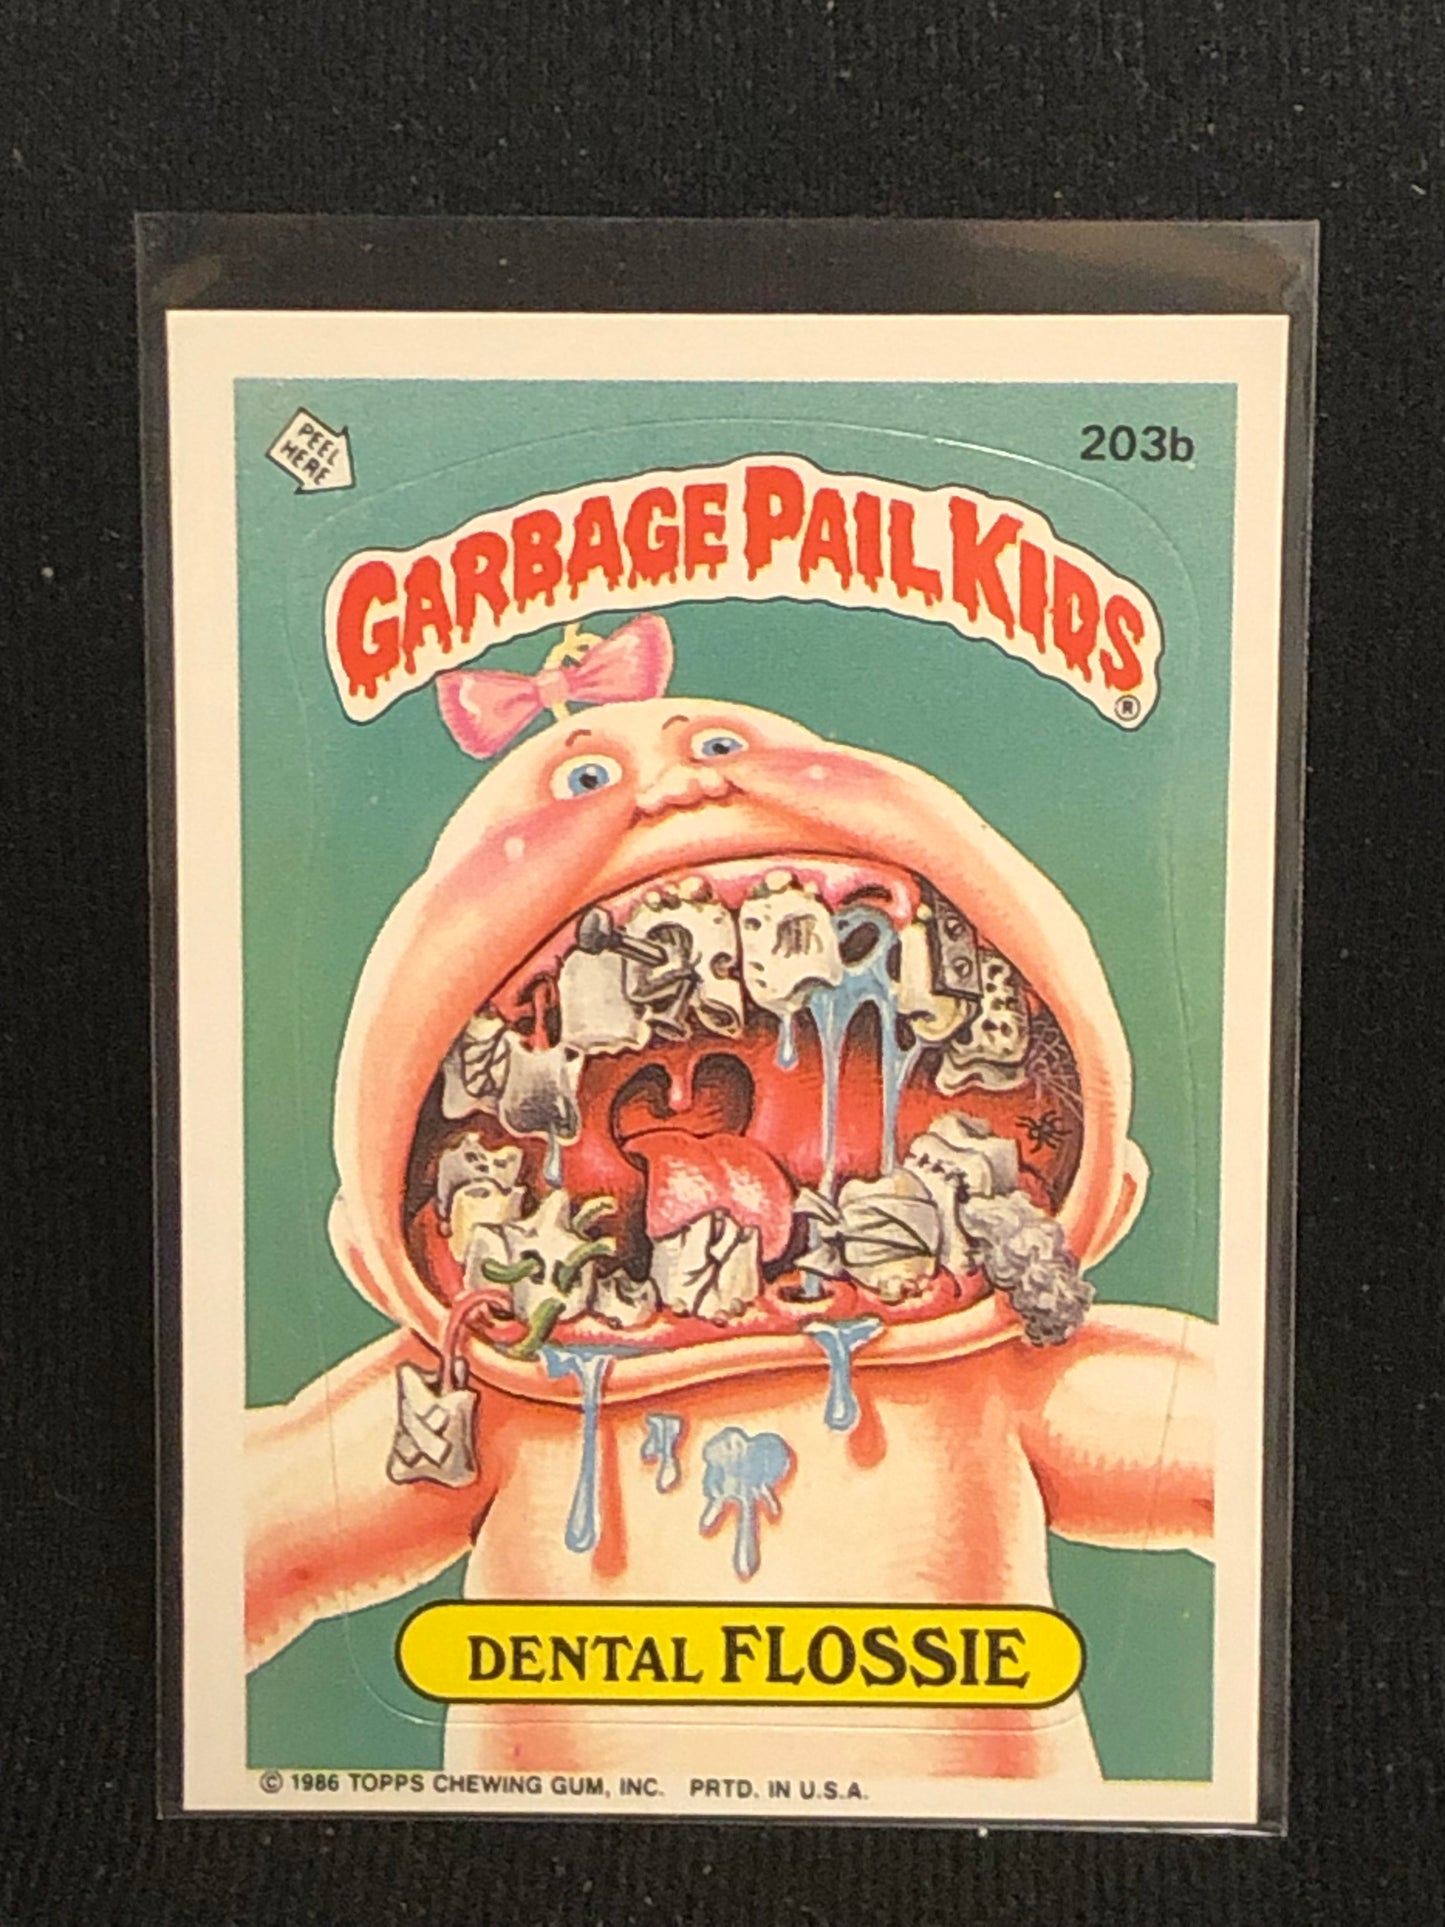 PEEL
HERE
203b
GARBAGE PAIL KIDS
®
DENTAL FLOSSIE
© 1986 TOPPS CHEWING GUM, INC. PRTD. IN U.S.A.